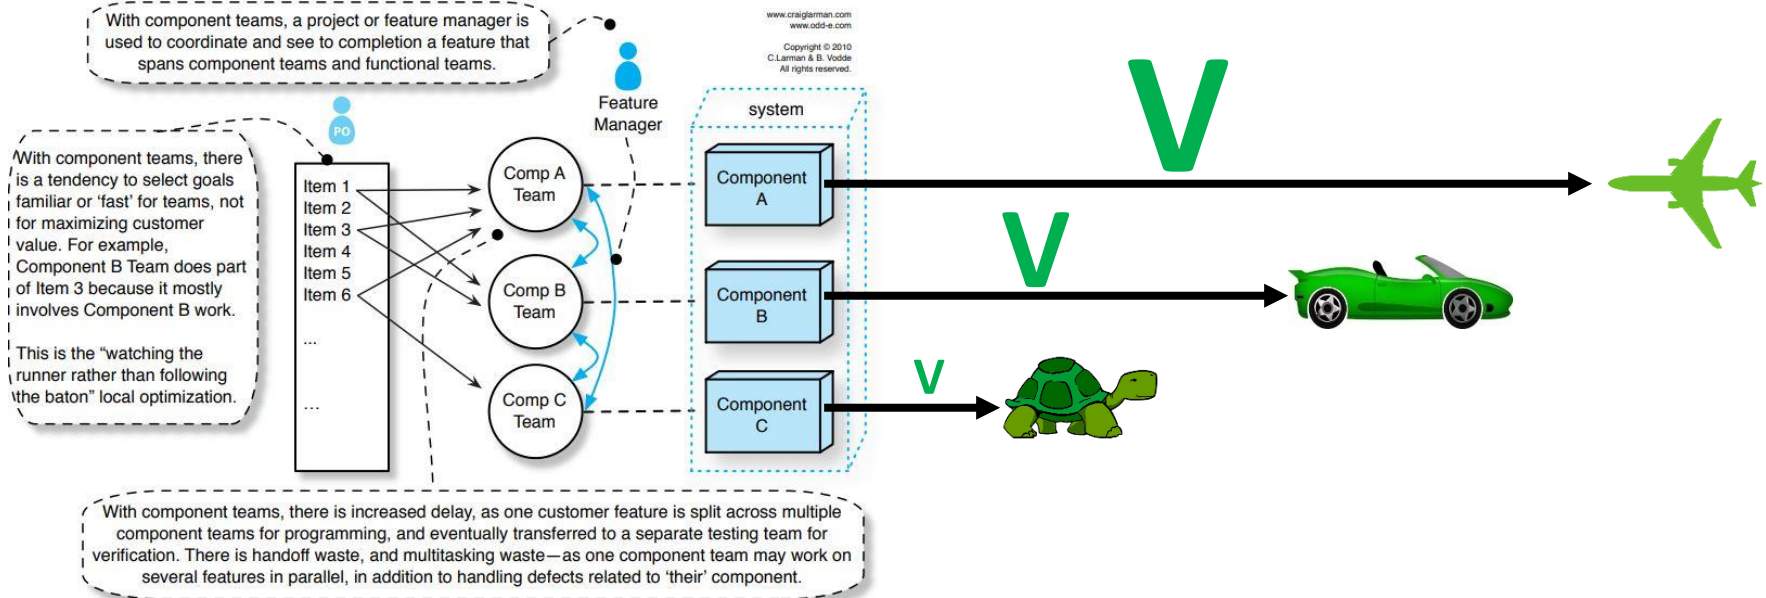 With component teams, a project or feature manager is
used to coordinate and see to completion a feature that
spans component teams and functional teams.
www.craiglarman.com
www.odd-e.com
Copyright © 2010
C.Larman & B. Vodde
All rights reserved.
PO
Feature
Manager
system
With component teams, there
is a tendency to select goals
familiar or ‘fast’ for teams, not
for maximizing customer
value. For example,
Component B Team does part
of Item 3 because it mostly
involves Component B work.
This is the “watching the
runner rather than following
the baton” local optimization.
Item 1
Item 2
Item 3
Item 4
Item 5
Item 6
...
...
Comp A
Team
Comp B
Team
Comp C
Team
Component
A
Component
B
Component
C
V
V
V
With component teams, there is increased delay, as one customer feature is split across multiple
component teams for programming, and eventually transferred to a separate testing team for
verification. There is handoff waste, and multitasking waste—as one component team may work on
several features in parallel, in addition to handling defects related to ‘their’ component.